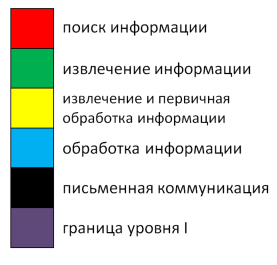 поиск информации
извлечение информации
извлечение и первичная
обработка информации
обработка информации
письменная коммуникация
граница уровня I